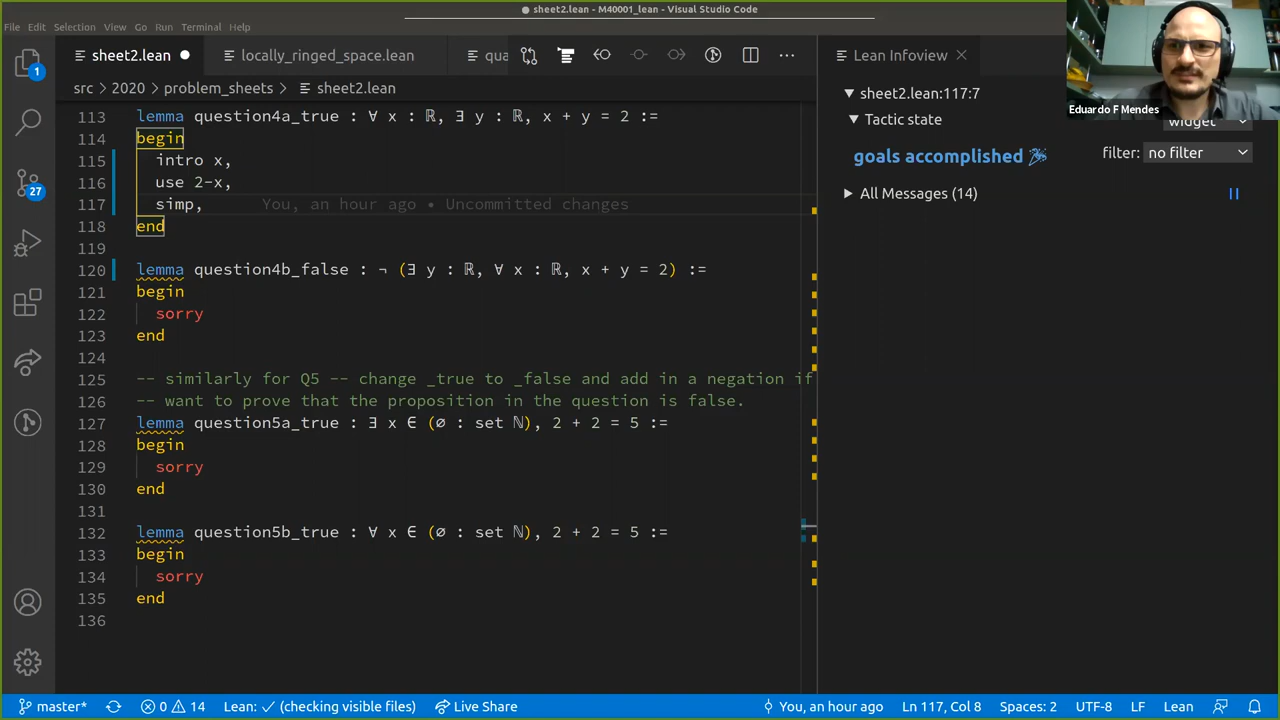 sheet2.lean - M40001_lean - Visual Studio Code
File Edit Selection View Go Run Terminal Help
sheet2.lean
locally_ringed_space.lean
qua
Lean Infoview
src > 2020 > problem_sheets > sheet2.lean
113 lemma question4a_true : ∀ x : ℝ, ∃ y : ℝ, x + y = 2 :=
114 begin
115 intro x,
116 use 2-x,
117 simp, You, an hour ago • Uncommitted changes
118 end
119
120 lemma question4b_false : ¬ (∃ y : ℝ, ∀ x : ℝ, x + y = 2) :=
121 begin
122 sorry
123 end
124
125 -- similarly for Q5 -- change _true to _false and add in a negation if
126 -- want to prove that the proposition in the question is false.
127 lemma question5a_true : ∃ x ∈ (∅ : set ℕ), 2 + 2 = 5 :=
128 begin
129 sorry
130 end
131
132 lemma question5b_true : ∀ x ∈ (∅ : set ℕ), 2 + 2 = 5 :=
133 begin
134 sorry
135 end
136
sheet2.lean:117:7
Tactic state
widget
goals accomplished 🎉
filter: no filter
All Messages (14)
Eduardo F Mendes
1
27
master* 0 14 Lean: ✓ (checking visible files) Live Share You, an hour ago Ln 117, Col 8 Spaces: 2 UTF-8 LF Lean